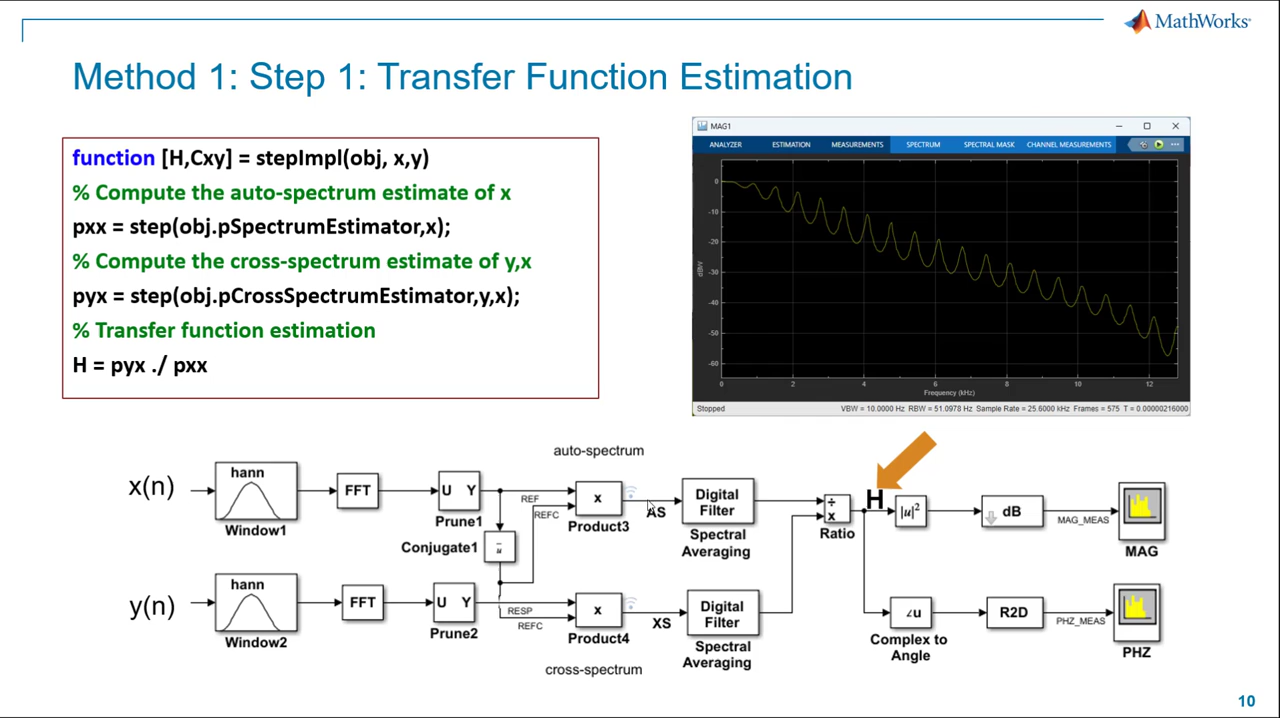 MathWorks®
Method 1: Step 1: Transfer Function Estimation
function [H,Cxy] = stepImpl(obj, x,y)
% Compute the auto-spectrum estimate of x
pxx = step(obj.pSpectrumEstimator,x);
% Compute the cross-spectrum estimate of y,x
pyx = step(obj.pCrossSpectrumEstimator,y,x);
% Transfer function estimation
H = pyx ./ pxx
MAG1
ANALYZER ESTIMATION MEASUREMENTS SPECTRUM SPECTRAL MASK CHANNEL MEASUREMENTS
0
-10
-20
-30
-40
-50
-60
dBW
0 2 4 6 8 10 12
Frequency (kHz)
Stopped VBW = 10.0000 Hz RBW = 51.0978 Hz Sample Rate = 25.6000 kHz Frames = 575 T = 0.00000216000
auto-spectrum
x(n)
hann
Window1
FFT
U Y
Prune1
REF
REFC
x
Product3
AS
Digital
Filter
Spectral
Averaging
÷
x
Ratio
H
|u|²
dB
MAG_MEAS
MAG
Conjugate1
u
y(n)
hann
Window2
FFT
U Y
Prune2
RESP
REFC
x
Product4
XS
Digital
Filter
Spectral
Averaging
∠u
Complex to
Angle
R2D
PHZ_MEAS
PHZ
cross-spectrum
10